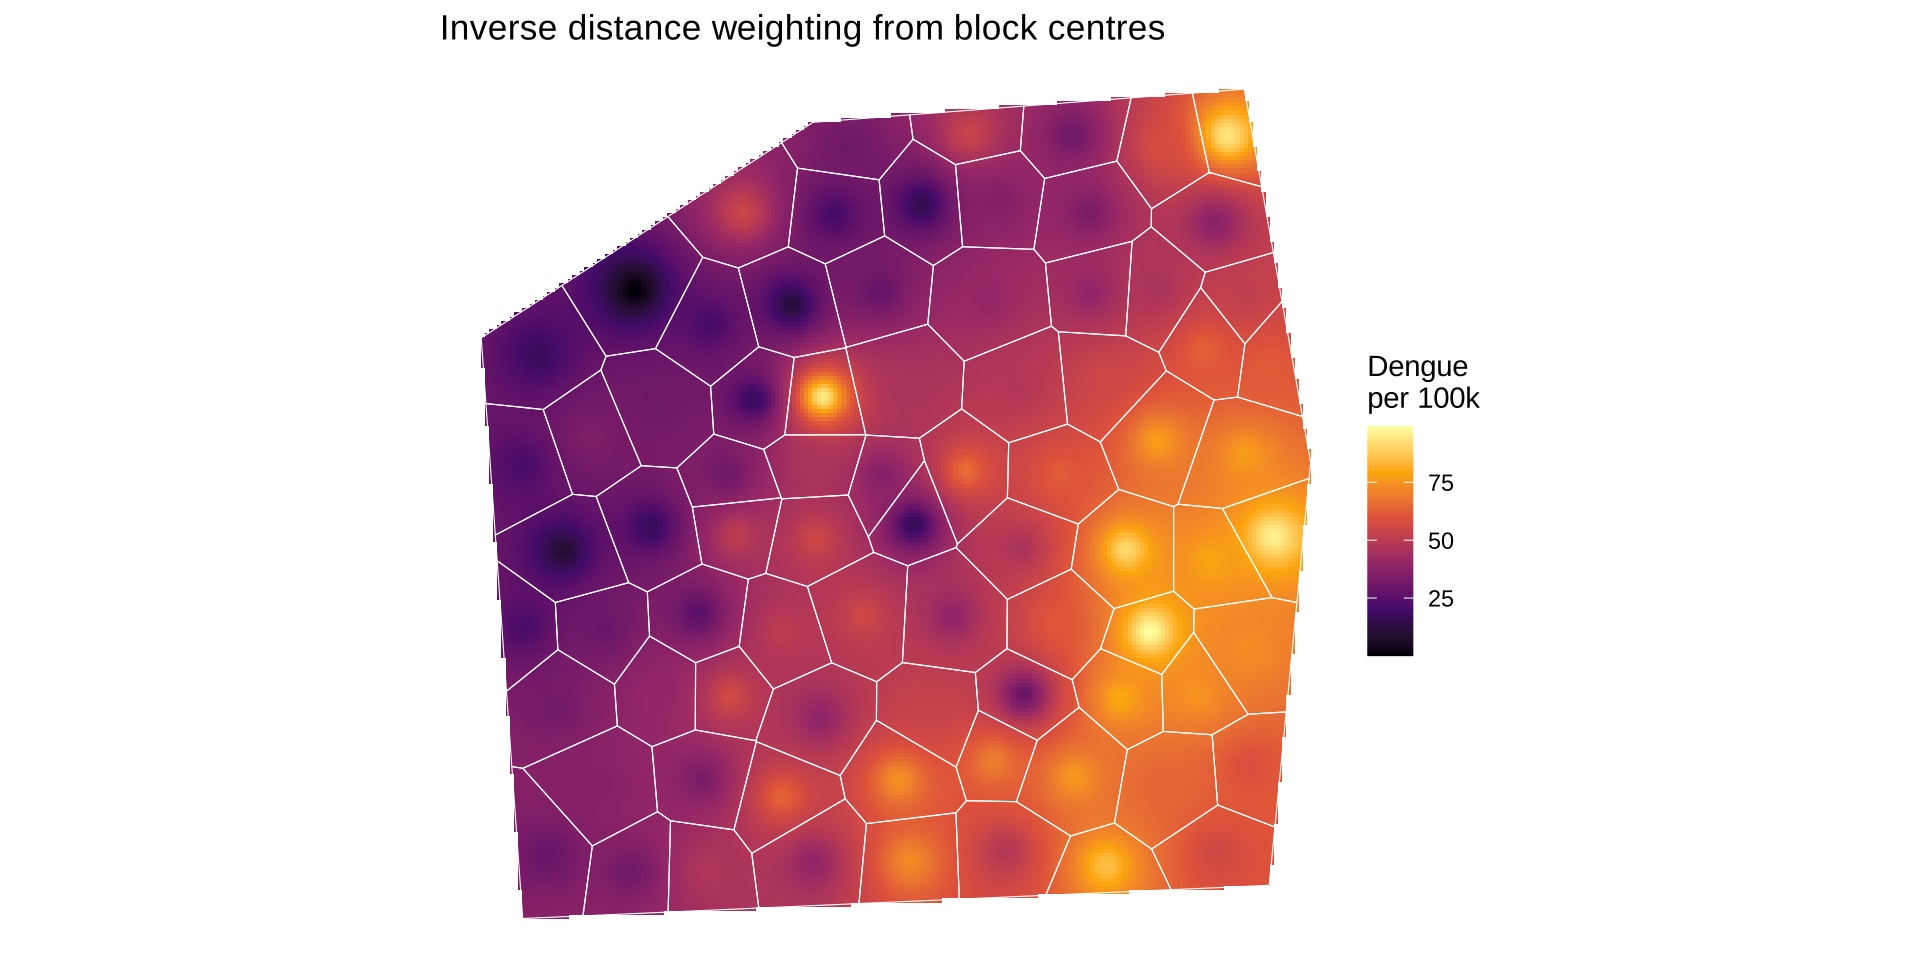 Inverse distance weighting from block centres
Dengue
per 100k
75
50
25